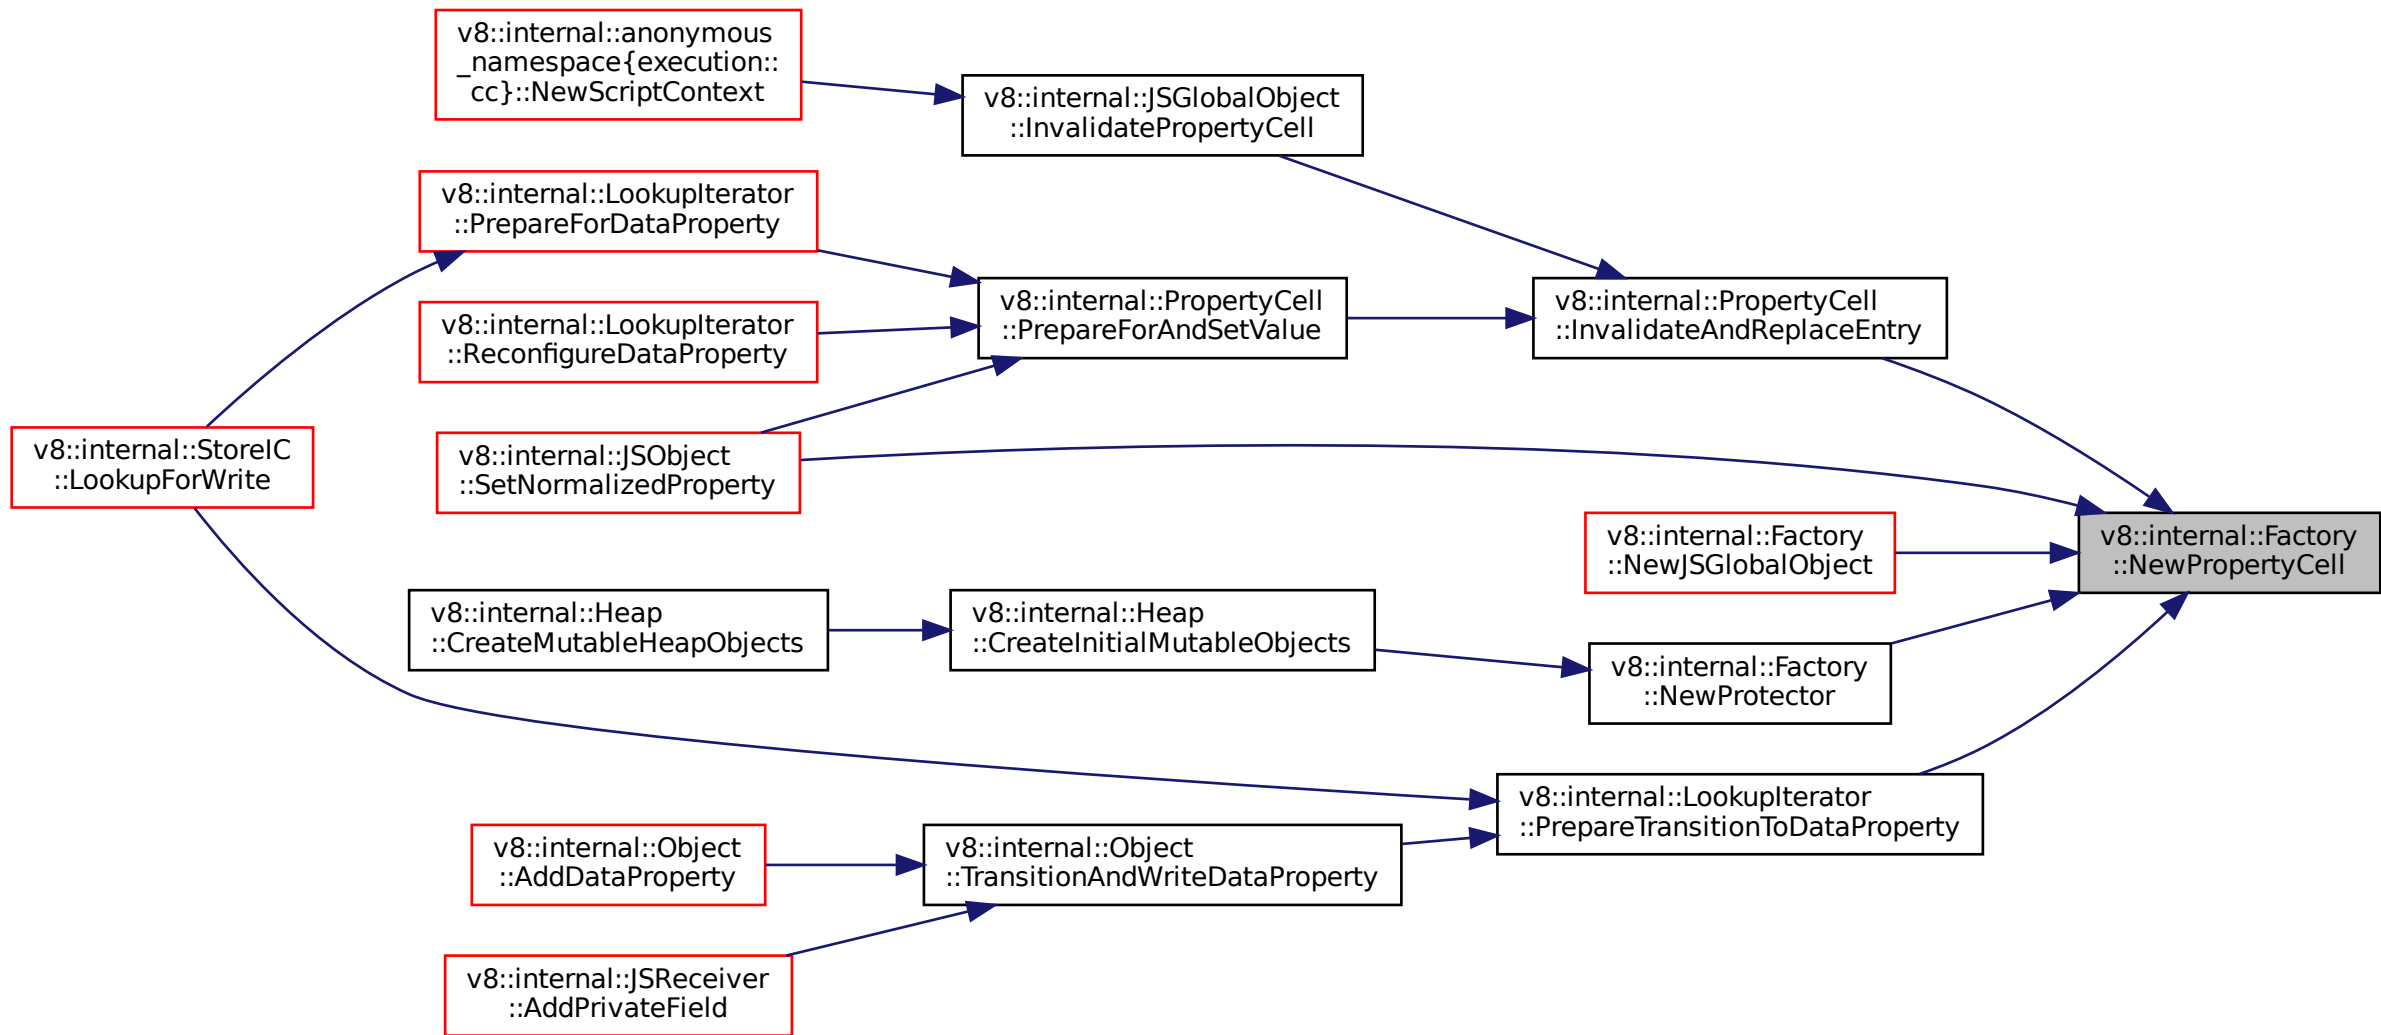 v8::internal::anonymous
_namespace{execution::
cc}::NewScriptContext
v8::internal::JSGlobalObject
::InvalidatePropertyCell
v8::internal::LookupIterator
::PrepareForDataProperty
v8::internal::PropertyCell
::PrepareForAndSetValue
v8::internal::PropertyCell
::InvalidateAndReplaceEntry
v8::internal::LookupIterator
::ReconfigureDataProperty
v8::internal::StoreIC
::LookupForWrite
v8::internal::JSObject
::SetNormalizedProperty
v8::internal::Factory
::NewJSGlobalObject
v8::internal::Factory
::NewPropertyCell
v8::internal::Heap
::CreateMutableHeapObjects
v8::internal::Heap
::CreateInitialMutableObjects
v8::internal::Factory
::NewProtector
v8::internal::LookupIterator
::PrepareTransitionToDataProperty
v8::internal::Object
::AddDataProperty
v8::internal::Object
::TransitionAndWriteDataProperty
v8::internal::JSReceiver
::AddPrivateField